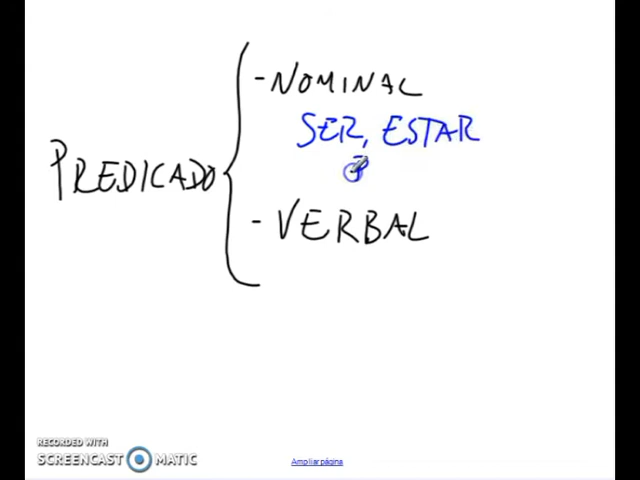 - NOMINAL
SER, ESTAR
PREDICADO
- VERBAL
RECORDED WITH
SCREENCAST MATIC
Ampliar página